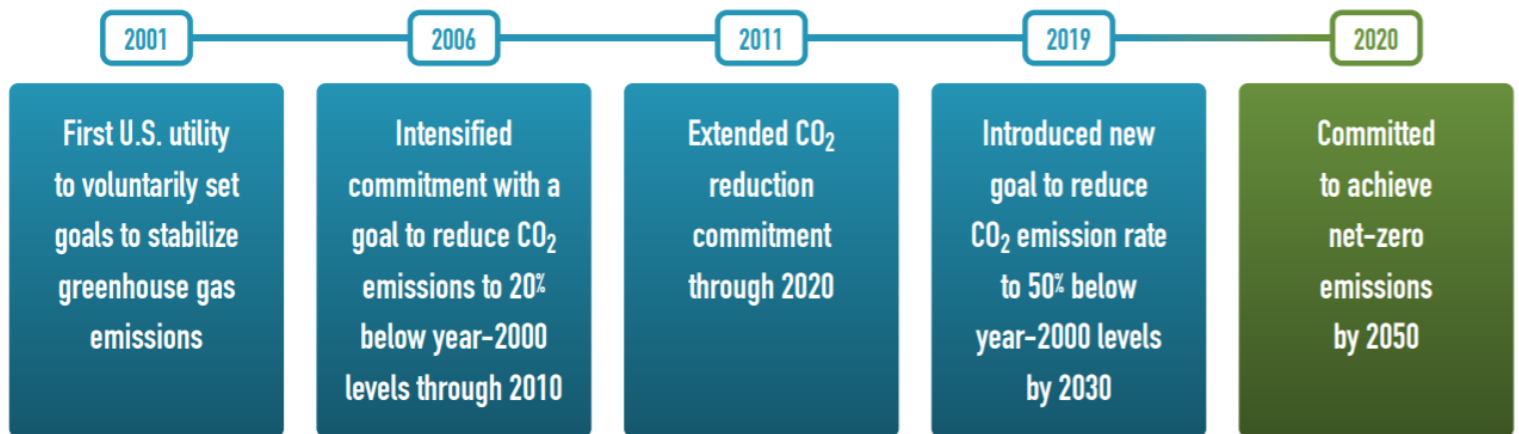 2001
First U.S. utility
to voluntarily set
goals to stabilize
greenhouse gas
emissions
2006
Intensified
commitment with a
goal to reduce CO₂
emissions to 20%
below year-2000
levels through 2010
2011
Extended CO₂
reduction
commitment
through 2020
2019
Introduced new
goal to reduce
CO₂ emission rate
to 50% below
year-2000 levels
by 2030
2020
Committed
to achieve
net-zero
emissions
by 2050